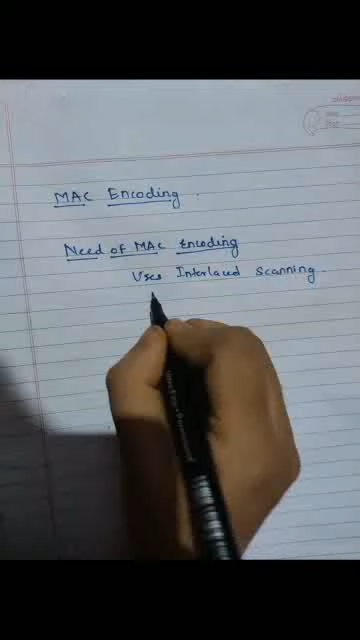 MAC Encoding.
Need of MAC Encoding
Uses Interlaced Scanning